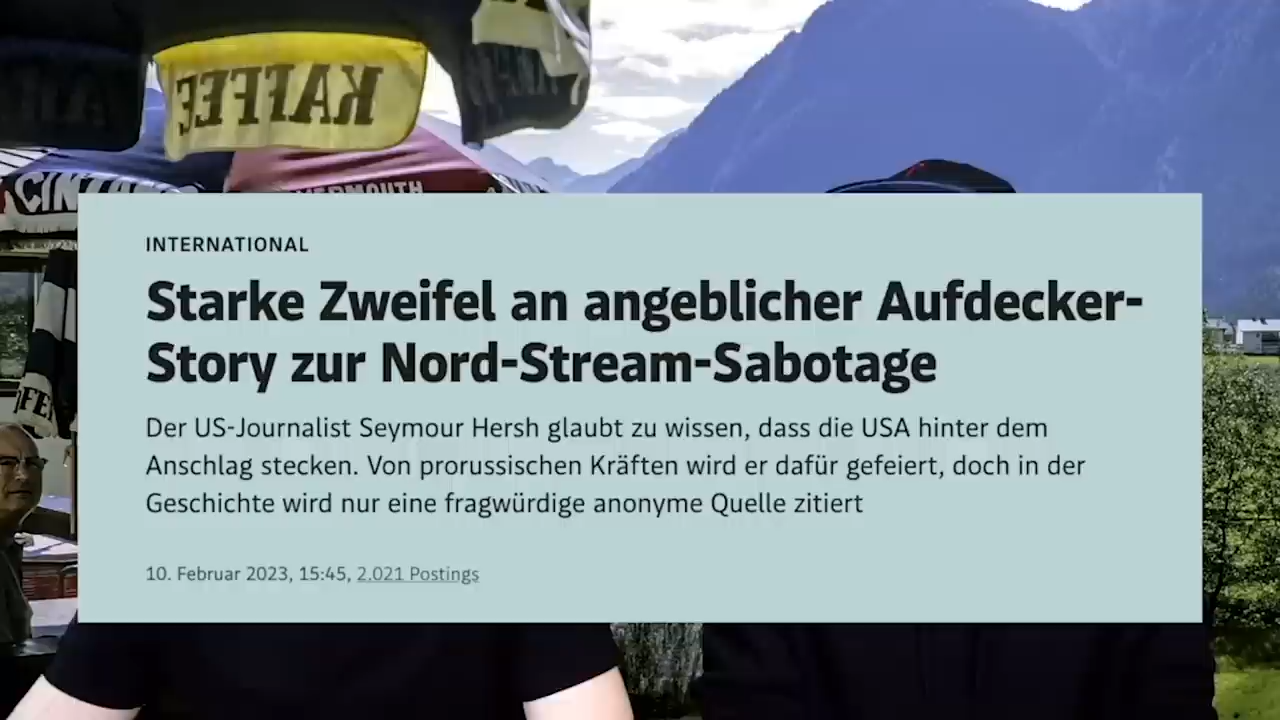 KAFFEE
CINZANO
VERMOUTH
INTERNATIONAL
Starke Zweifel an angeblicher Aufdecker-
Story zur Nord-Stream-Sabotage
Der US-Journalist Seymour Hersh glaubt zu wissen, dass die USA hinter dem
Anschlag stecken. Von prorussischen Kräften wird er dafür gefeiert, doch in der
Geschichte wird nur eine fragwürdige anonyme Quelle zitiert
10. Februar 2023, 15:45, 2.021 Postings